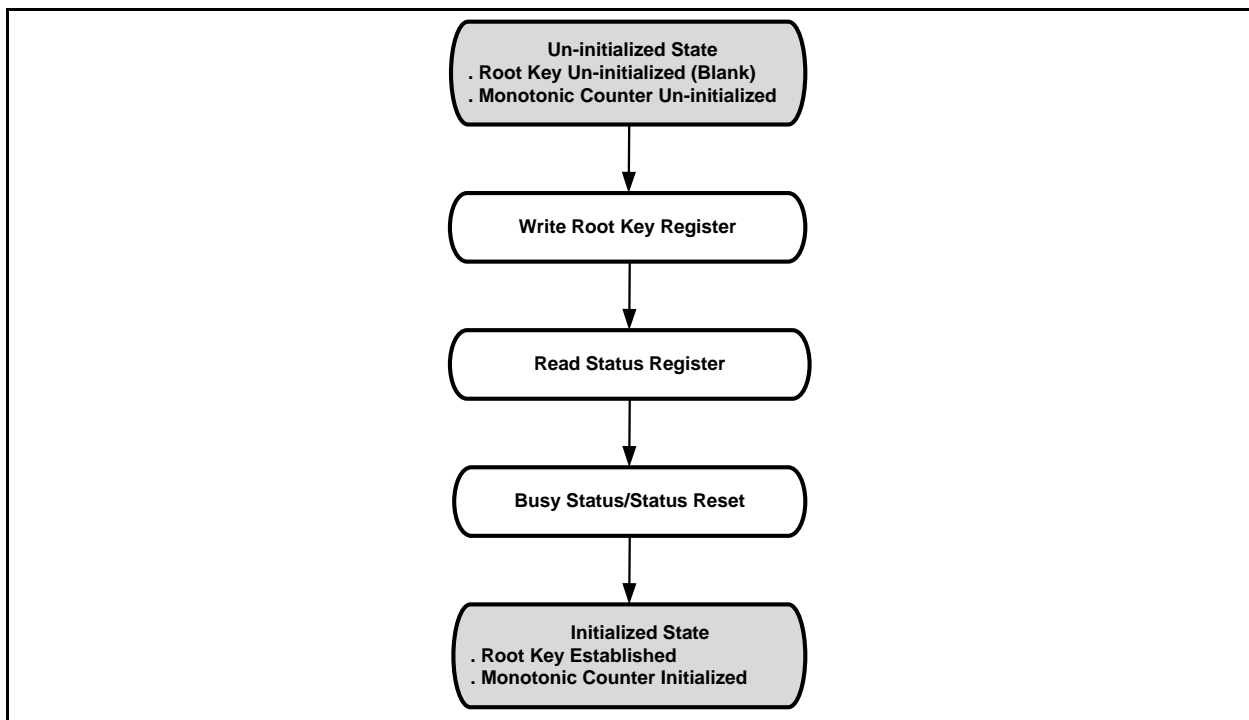 Un-initialized State
. Root Key Un-initialized (Blank)
. Monotonic Counter Un-initialized
Write Root Key Register
Read Status Register
Busy Status/Status Reset
Initialized State
. Root Key Established
. Monotonic Counter Initialized